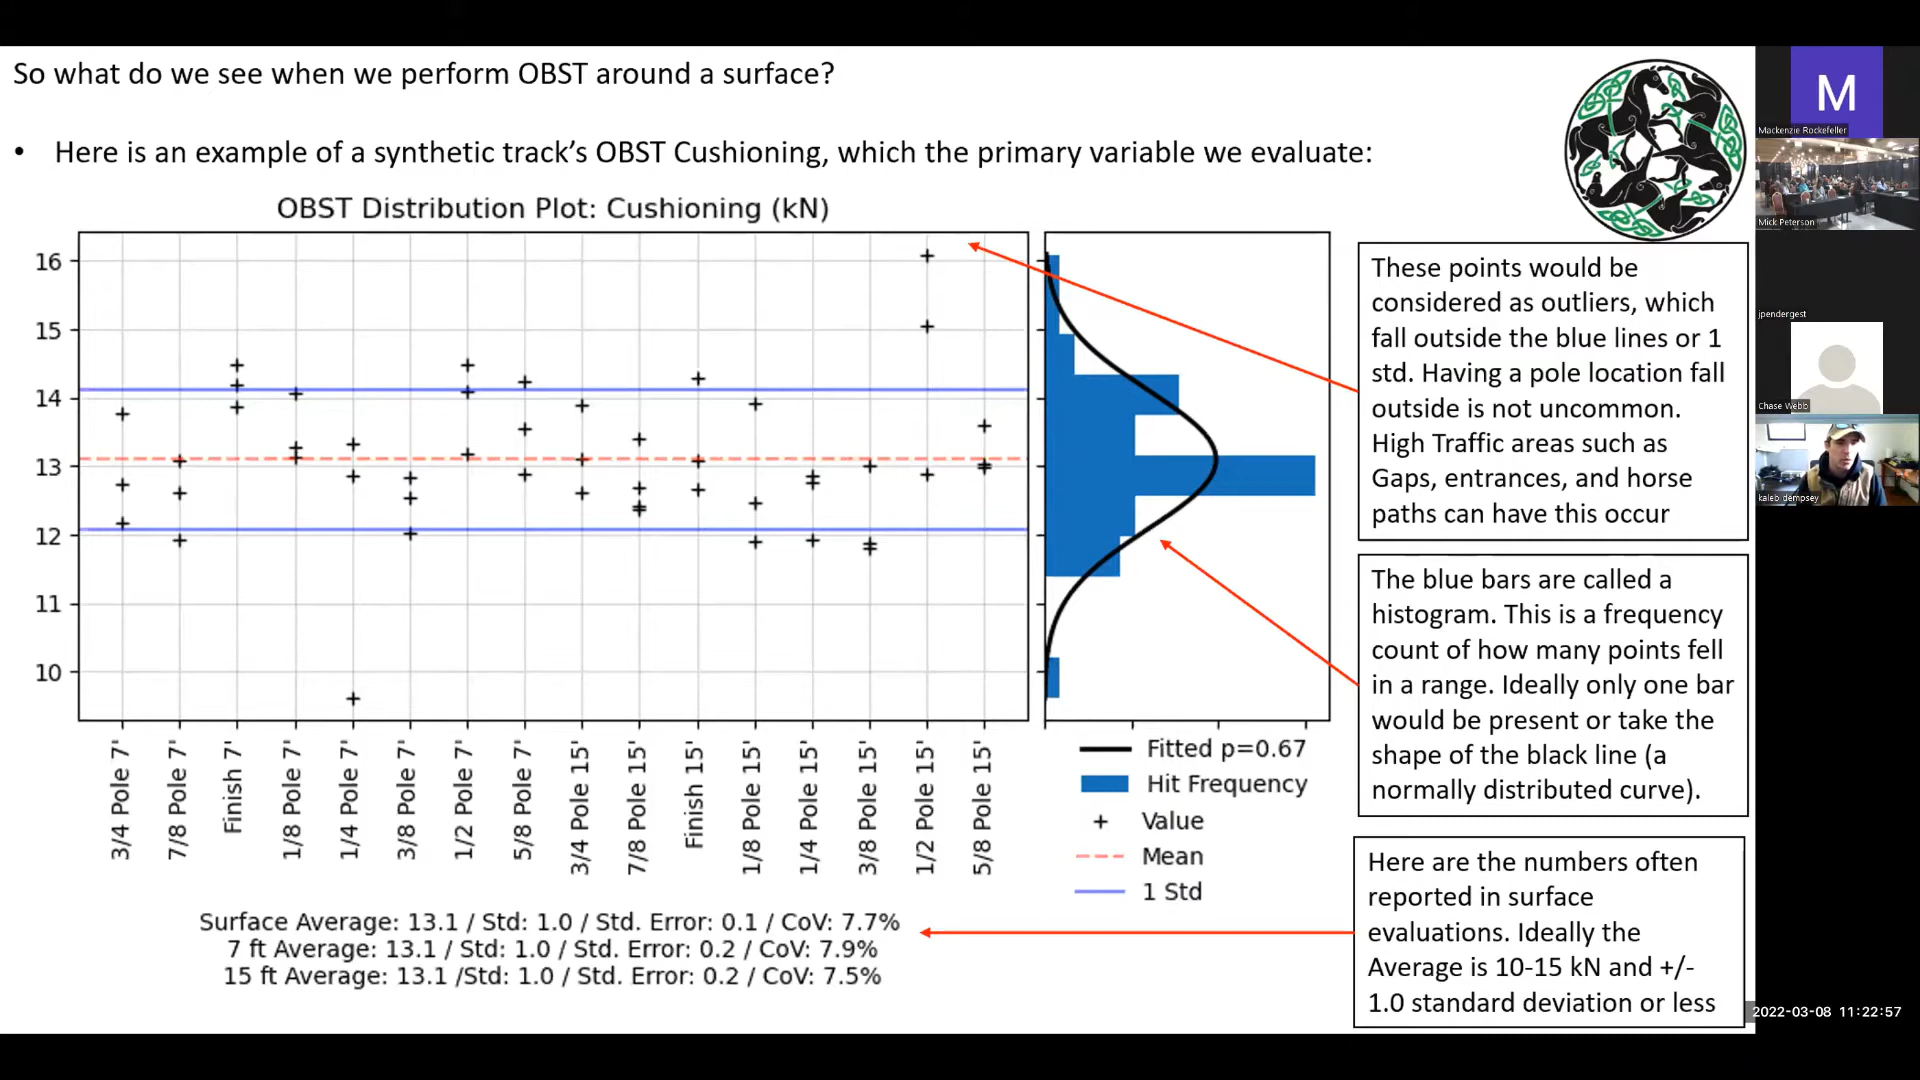 So what do we see when we perform OBST around a surface?
• Here is an example of a synthetic track's OBST Cushioning, which the primary variable we evaluate:
OBST Distribution Plot: Cushioning (kN)
16
15
14
13
12
11
10
3/4 Pole 7'
7/8 Pole 7'
Finish 7'
1/8 Pole 7'
1/4 Pole 7'
3/8 Pole 7'
1/2 Pole 7'
5/8 Pole 7'
3/4 Pole 15'
7/8 Pole 15'
Finish 15'
1/8 Pole 15'
1/4 Pole 15'
3/8 Pole 15'
1/2 Pole 15'
5/8 Pole 15'
Fitted p=0.67
Hit Frequency
Value
Mean
1 Std
Surface Average: 13.1 / Std: 1.0 / Std. Error: 0.1 / CoV: 7.7%
7 ft Average: 13.1 / Std: 1.0 / Std. Error: 0.2 / CoV: 7.9%
15 ft Average: 13.1 /Std: 1.0 / Std. Error: 0.2 / CoV: 7.5%
These points would be
considered as outliers, which
fall outside the blue lines or 1
std. Having a pole location fall
outside is not uncommon.
High Traffic areas such as
Gaps, entrances, and horse
paths can have this occur
The blue bars are called a
histogram. This is a frequency
count of how many points fell
in a range. Ideally only one bar
would be present or take the
shape of the black line (a
normally distributed curve).
Here are the numbers often
reported in surface
evaluations. Ideally the
Average is 10-15 kN and +/-
1.0 standard deviation or less
M
Mackenzie Rockefeller
Mick Peterson
jpendergest
Chase Webb
kaleb dempsey
2022-03-08 11:22:57